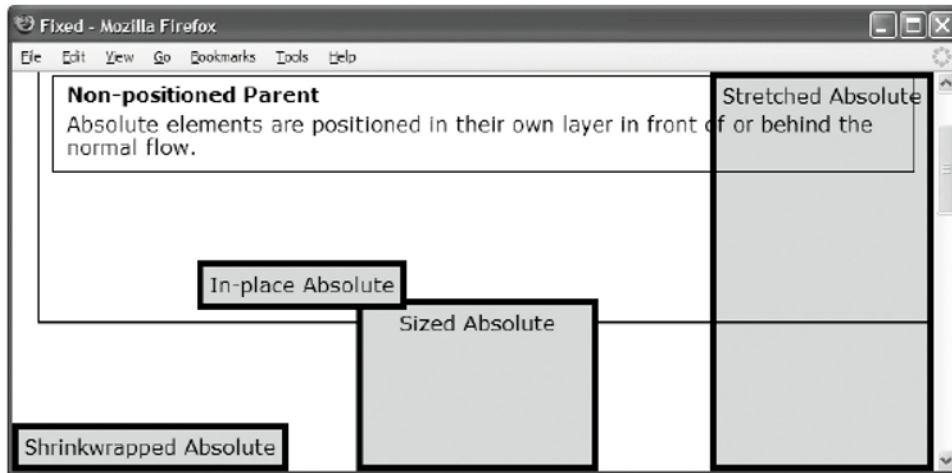 Fixed - Mozilla Firefox
File Edit View Go Bookmarks Tools Help
Non-positioned Parent
Stretched Absolute
Absolute elements are positioned in their own layer in front of or behind the
normal flow.
In-place Absolute
Sized Absolute
Shrinkwrapped Absolute